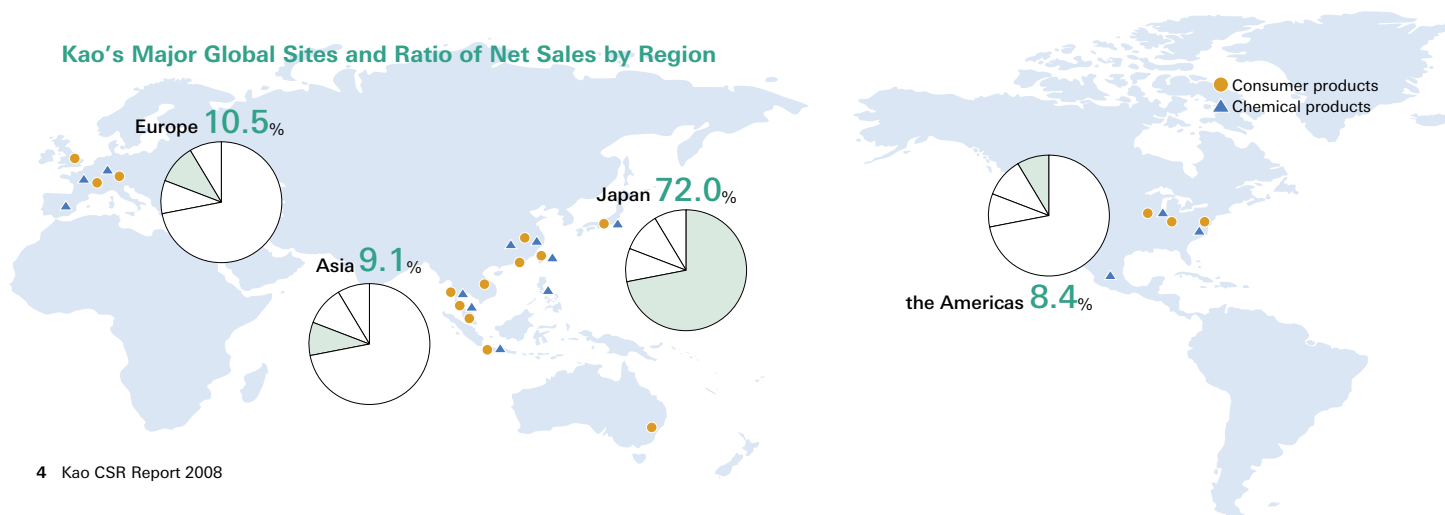 Kao’s Major Global Sites and Ratio of Net Sales by Region
Consumer products
Chemical products
Europe 10.5%
Japan 72.0%
Asia 9.1%
the Americas 8.4%
4 Kao CSR Report 2008